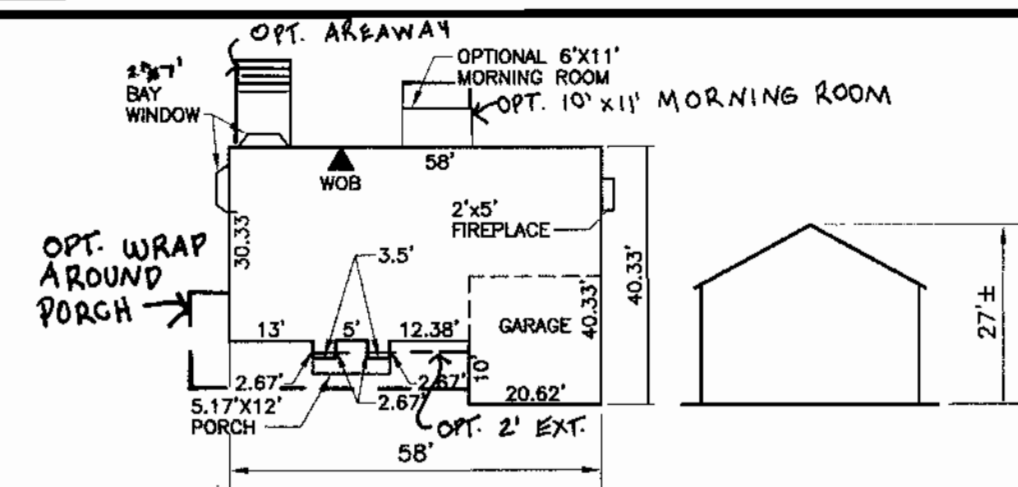 OPT. AREAWAY
OPTIONAL 6'X11'
MORNING ROOM
OPT. 10'x11' MORNING ROOM
BAY
WINDOW
WOB
58'
2'x5'
FIREPLACE
30.33'
OPT. WRAP
AROUND
PORCH
3.5'
13'
5'
12.38'
GARAGE
40.33'
40.33'
27'±
10'
2.67'
2.67'
2.67'
20.62'
5.17'X12'
PORCH
OPT. 2' EXT.
58'